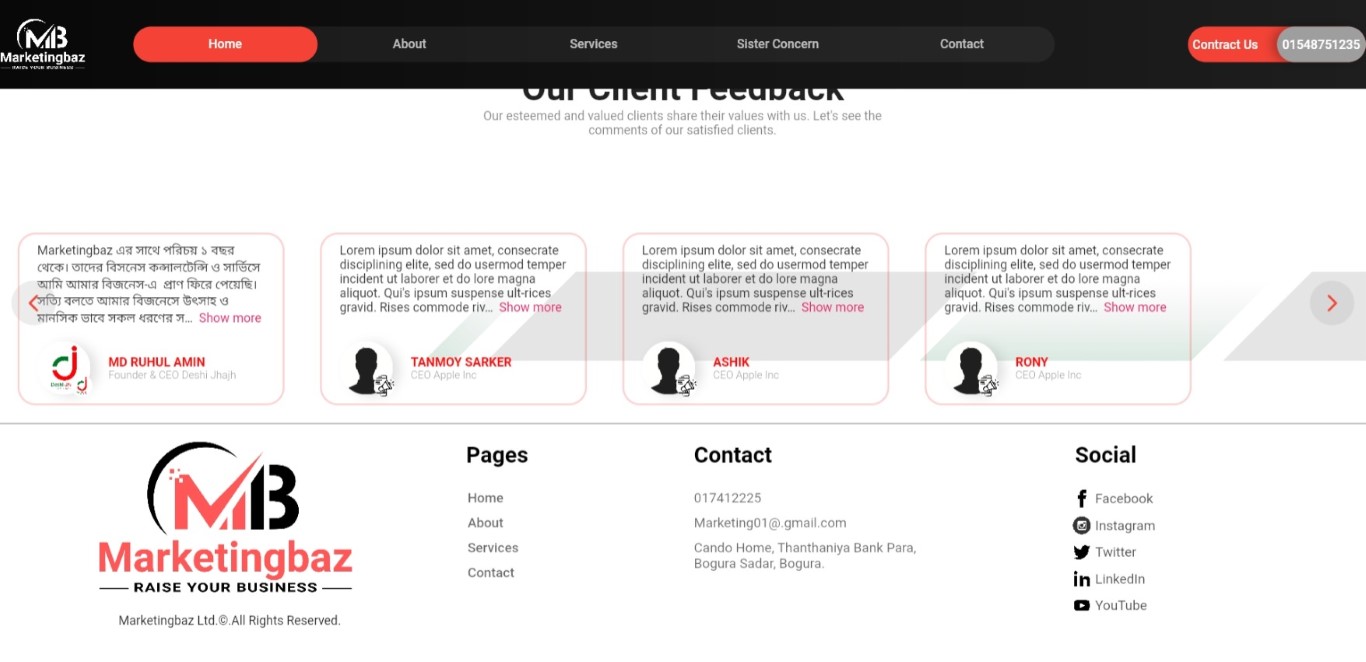 MB
Marketingbaz
RAISE YOUR BUSINESS
Home
About
Services
Sister Concern
Contact
Contract Us
01548751235
Our Client Feedback
Our esteemed and valued clients share their values with us. Let's see the
comments of our satisfied clients.
Marketingbaz এর সাথে পরিচয় ১ বছর
থেকে। তাদের বিসনেস কন্সালটেন্সি ও সার্ভিসে
আমি আমার বিজনেস-এ প্রাণ ফিরে পেয়েছি।
সত্যি বলতে আমার বিজনেসে উৎসাহ ও
মানসিক ভাবে সকল ধরণের স... Show more
MD RUHUL AMIN
Founder & CEO Deshi Jhajh
Lorem ipsum dolor sit amet, consecrate
disciplining elite, sed do usermod temper
incident ut laborer et do lore magna
aliquot. Qui's ipsum suspense ult-rices
gravid. Rises commode riv... Show more
TANMOY SARKER
CEO Apple Inc
Lorem ipsum dolor sit amet, consecrate
disciplining elite, sed do usermod temper
incident ut laborer et do lore magna
aliquot. Qui's ipsum suspense ult-rices
gravid. Rises commode riv... Show more
ASHIK
CEO Apple Inc
Lorem ipsum dolor sit amet, consecrate
disciplining elite, sed do usermod temper
incident ut laborer et do lore magna
aliquot. Qui's ipsum suspense ult-rices
gravid. Rises commode riv... Show more
RONY
CEO Apple Inc
MB
Marketingbaz
RAISE YOUR BUSINESS
Marketingbaz Ltd.©.All Rights Reserved.
Pages
Home
About
Services
Contact
Contact
017412225
Marketing01@.gmail.com
Cando Home, Thanthaniya Bank Para,
Bogura Sadar, Bogura.
Social
Facebook
Instagram
Twitter
LinkedIn
YouTube